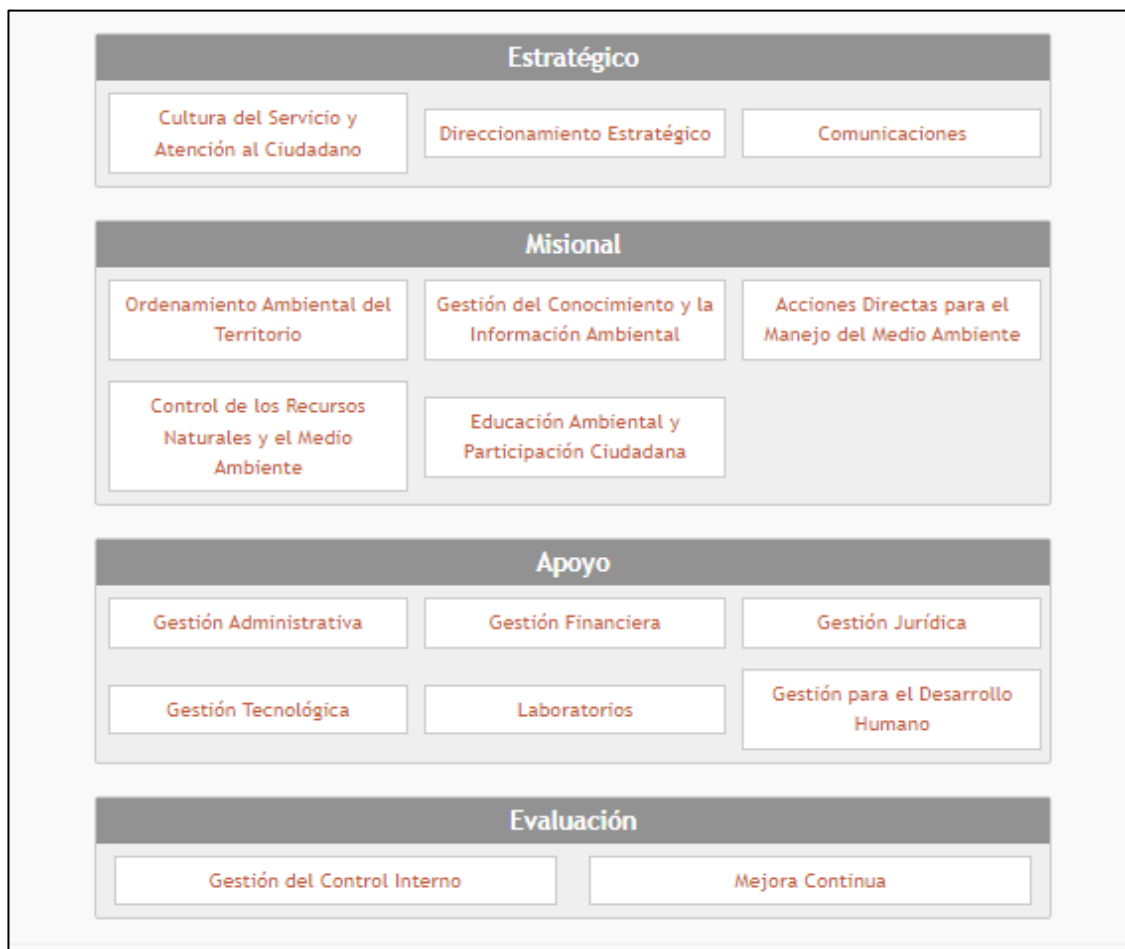 Estratégico
Cultura del Servicio y
Atención al Ciudadano
Direccionamiento Estratégico
Comunicaciones
Misional
Ordenamiento Ambiental del
Territorio
Gestión del Conocimiento y la
Información Ambiental
Acciones Directas para el
Manejo del Medio Ambiente
Control de los Recursos
Naturales y el Medio
Ambiente
Educación Ambiental y
Participación Ciudadana
Apoyo
Gestión Administrativa
Gestión Financiera
Gestión Jurídica
Gestión Tecnológica
Laboratorios
Gestión para el Desarrollo
Humano
Evaluación
Gestión del Control Interno
Mejora Continua